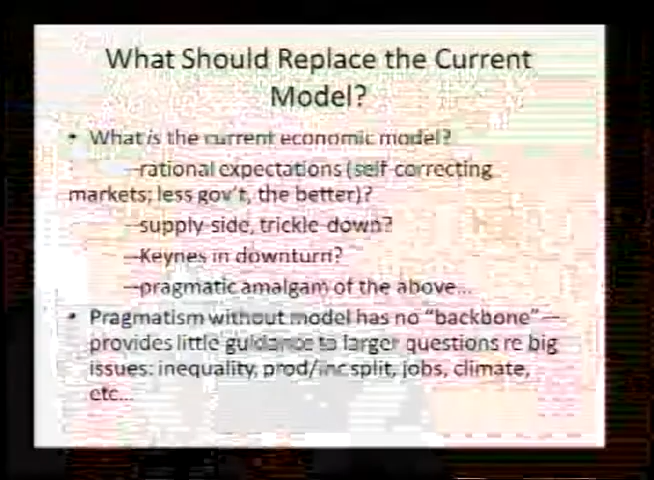 What Should Replace the Current
Model?
• What is the current economic model?
—rational expectations (self-correcting
markets; less gov't, the better)?
—supply-side, trickle-down?
—Keynes in downturn?
—pragmatic amalgam of the above...
• Pragmatism without model has no “backbone”—
provides little guidance to larger questions re big
issues: inequality, prod/inc split, jobs, climate,
etc...